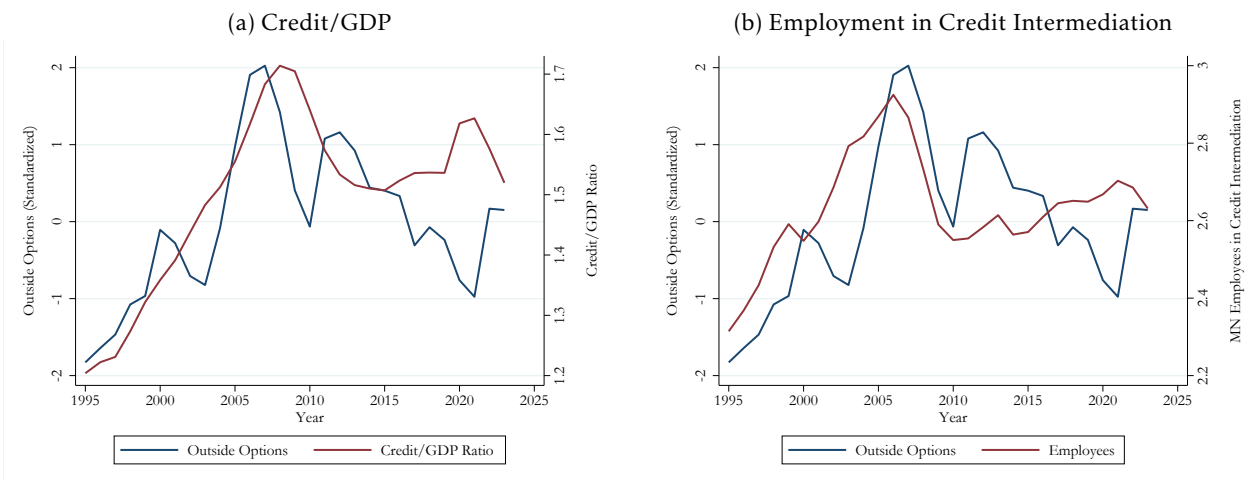 (a) Credit/GDP
Outside Options (Standardized)
2
1
0
-1
-2
1.7
1.6
1.5
1.4
1.3
1.2
Credit/GDP Ratio
1995 2000 2005 2010 2015 2020 2025
Year
Outside Options Credit/GDP Ratio
(b) Employment in Credit Intermediation
Outside Options (Standardized)
2
1
0
-1
-2
3
2.8
2.6
2.4
2.2
MN Employees in Credit Intermediation
1995 2000 2005 2010 2015 2020 2025
Year
Outside Options Employees